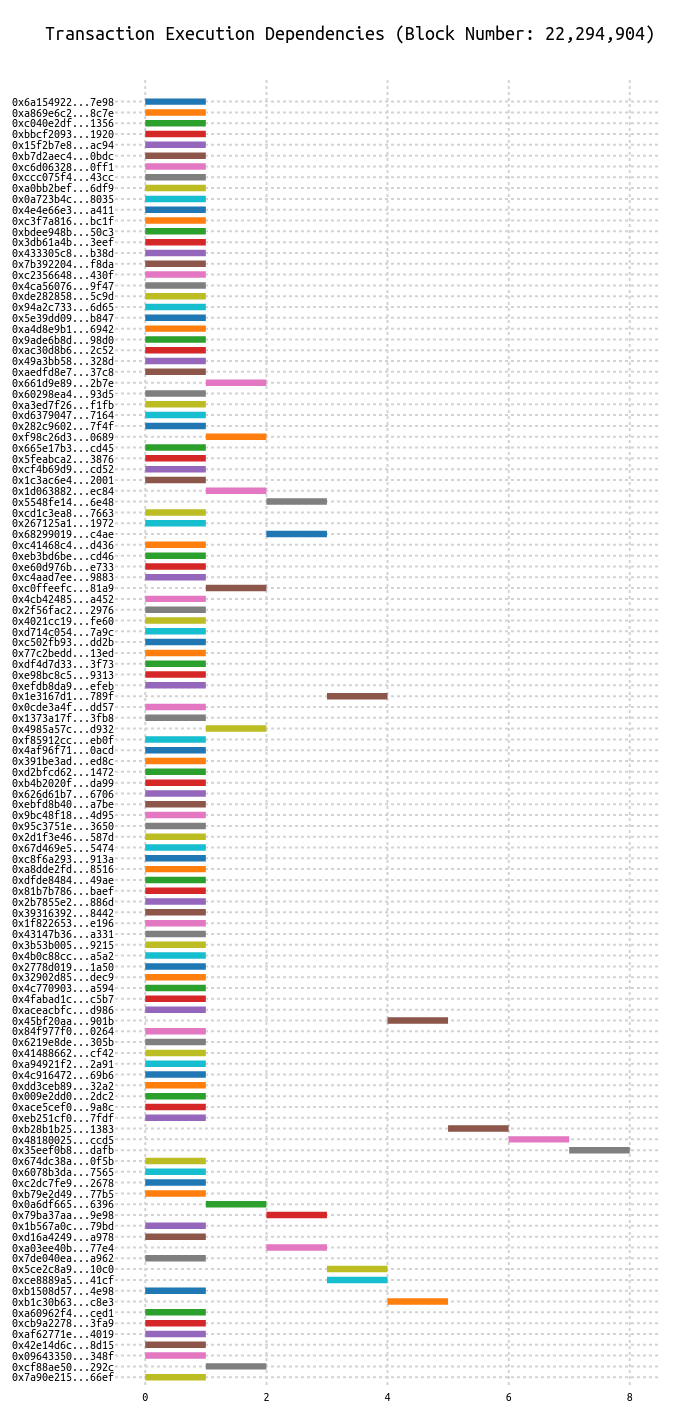 Transaction Execution Dependencies (Block Number: 22,294,904)
0x6a154922...7e98
0xa869e6c2...8c7e
0xc040e2df...1356
0xbbcf2093...1920
0x15f2b7e8...ac94
0xb7d2aec4...0bdc
0xc6d06328...0ff1
0xccc075f4...43cc
0xa0bb2bef...6df9
0x0a723b4c...8035
0x4e4e66e3...a411
0xc3f7a816...bc1f
0xbdee948b...50c3
0x3db61a4b...3eef
0x433305c8...b38d
0x7b392204...f8da
0xc2356648...430f
0x4ca56076...9f47
0xde282858...5c9d
0x94a2c733...6d65
0x5e39dd09...b847
0xa4d8e9b1...6942
0x9ade6b8d...98d0
0xac30d8b6...2c52
0x49a3bb58...328d
0xaedfd8e7...37c8
0x661d9e89...2b7e
0x60298ea4...93d5
0xa3ed7f26...f1fb
0xd6379047...7164
0x282c9602...7f4f
0xf98c26d3...0689
0x665e17b3...cd45
0x5feabca2...3876
0xcf4b69d9...cd52
0x1c3ac6e4...2001
0x1d063882...ec84
0x5548fe14...6e48
0xcd1c3ea8...7663
0x267125a1...1972
0x68299019...c4ae
0xc41468c4...d436
0xeb3bd6be...cd46
0xe60d976b...e733
0xc4aad7ee...9883
0xc0ffeefc...81a9
0x4cb42485...a452
0x2f56fac2...2976
0x4021cc19...fe60
0xd714c054...7a9c
0xc502fb93...dd2b
0x77c2bedd...13ed
0xdf4d7d33...3f73
0xe98bc8c5...9313
0xefdb8da9...efeb
0x1e3167d1...789f
0x0cde3a4f...dd57
0x1373a17f...3fb8
0x4985a57c...d932
0xf85912cc...eb0f
0x4af96f71...0acd
0x391be3ad...ed8c
0xd2bfcd62...1472
0xb4b2020f...da99
0x626d61b7...6706
0xebfd8b40...a7be
0x9bc48f18...4d95
0x95c3751e...3650
0x2d1f3e46...587d
0x67d469e5...5474
0xc8f6a293...913a
0xa8dde2fd...8516
0xdfde8484...49ae
0x81b7b786...baef
0x2b7855e2...886d
0x39316392...8442
0x1f822653...e196
0x43147b36...a331
0x3b53b005...9215
0x4b0c88cc...a5a2
0x2778d019...1a50
0x32902d85...dec9
0x4c770903...a594
0x4fabad1c...c5b7
0xaceacbfc...d986
0x45bf20aa...901b
0x84f977f0...0264
0x6219e8de...305b
0x41488662...cf42
0xa94921f2...2a91
0x4c916472...69b6
0xdd3ceb89...32a2
0x009e2dd0...2dc2
0xace5cef0...9a8c
0xeb251cf0...7fdf
0xb28b1b25...1383
0x48180025...ccd5
0x35eef0b8...dafb
0x674dc38a...0f5b
0x6078b3da...7565
0xc2dc7fe9...2678
0xb79e2d49...77b5
0x0a6df665...6396
0x79ba37aa...9e98
0x1b567a0c...79bd
0xd16a4249...a978
0xa03ee40b...77e4
0x7de040ea...a962
0x5ce2c8a9...10c0
0xce8889a5...41cf
0xb1508d57...4e98
0xb1c30b63...c8e3
0xa60962f4...ced1
0xcb9a2278...3fa9
0xaf62771e...4019
0x42e14d6c...8d15
0x09643350...348f
0xcf88ae50...292c
0x7a90e215...66ef
0 2 4 6 8